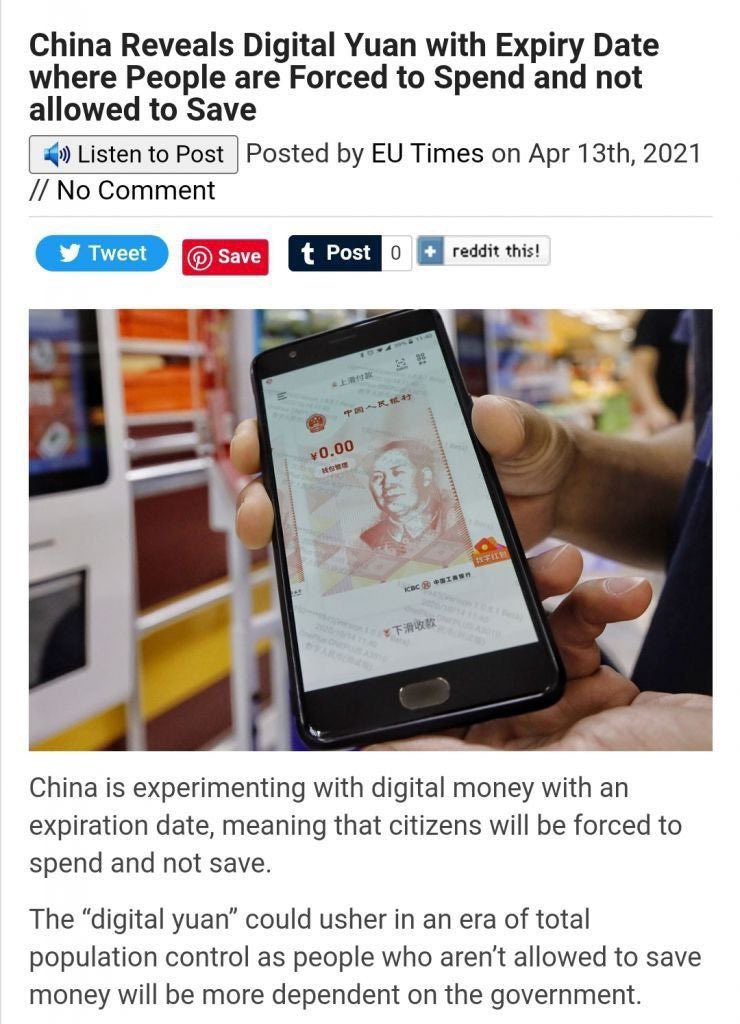 China Reveals Digital Yuan with Expiry Date
where People are Forced to Spend and not
allowed to Save
Listen to Post Posted by EU Times on Apr 13th, 2021
// No Comment
Tweet Save Post 0 reddit this!
上滑付款
中国人民银行
¥0.00
钱包管理
ICBC 中国工商银行
下滑收款
China is experimenting with digital money with an
expiration date, meaning that citizens will be forced to
spend and not save.
The “digital yuan” could usher in an era of total
population control as people who aren’t allowed to save
money will be more dependent on the government.